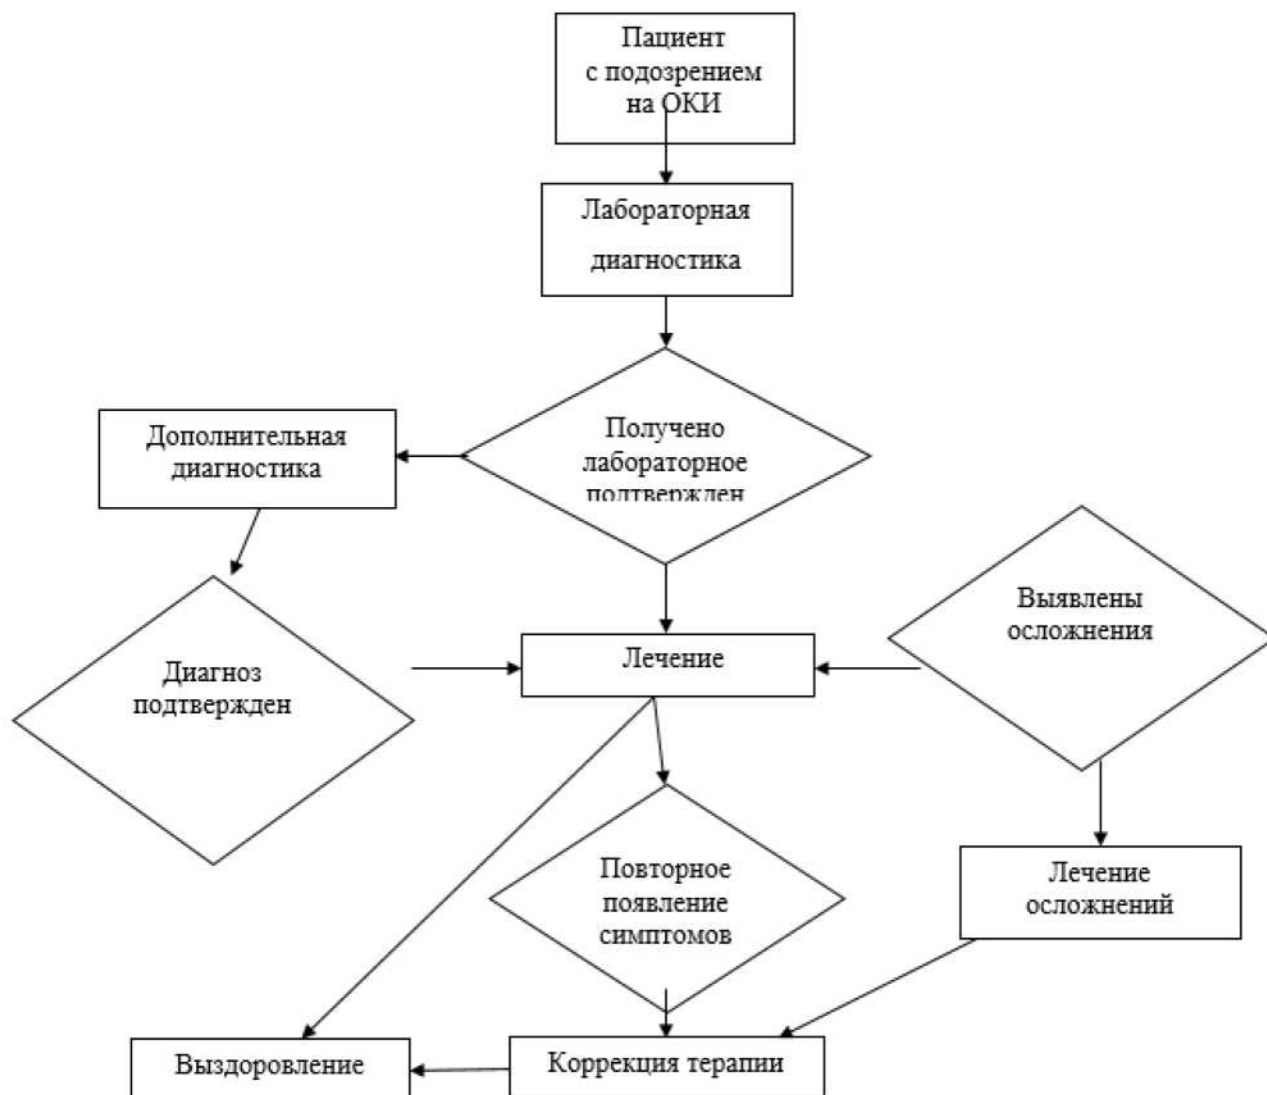 Пациент
с подозрением
на ОКИ
Лабораторная
диагностика
Получено
лабораторное
подтвержден
Дополнительная
диагностика
Выявлены
осложнения
Диагноз
подтвержден
Лечение
Повторное
появление
симптомов
Лечение
осложнений
Выздоровление
Коррекция терапии